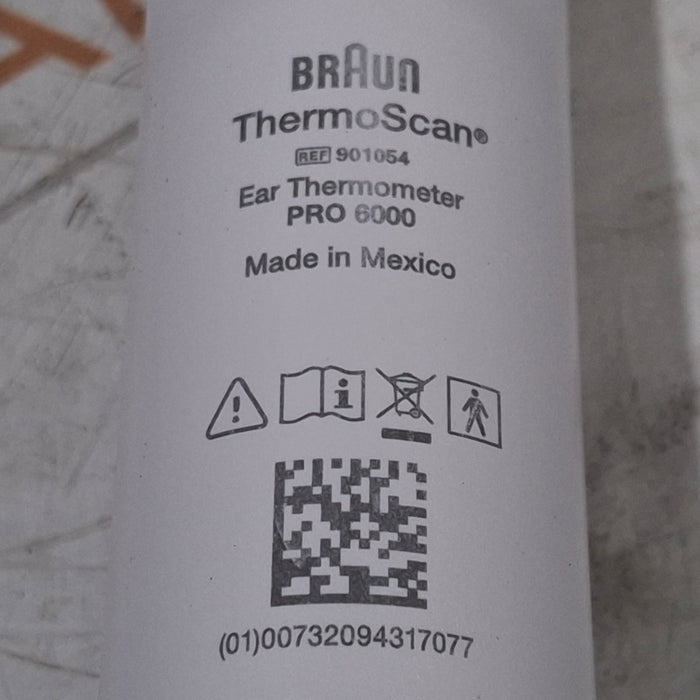 BRAUN
ThermoScan®
REF 901054
Ear Thermometer
PRO 6000
Made in Mexico
(01)00732094317077